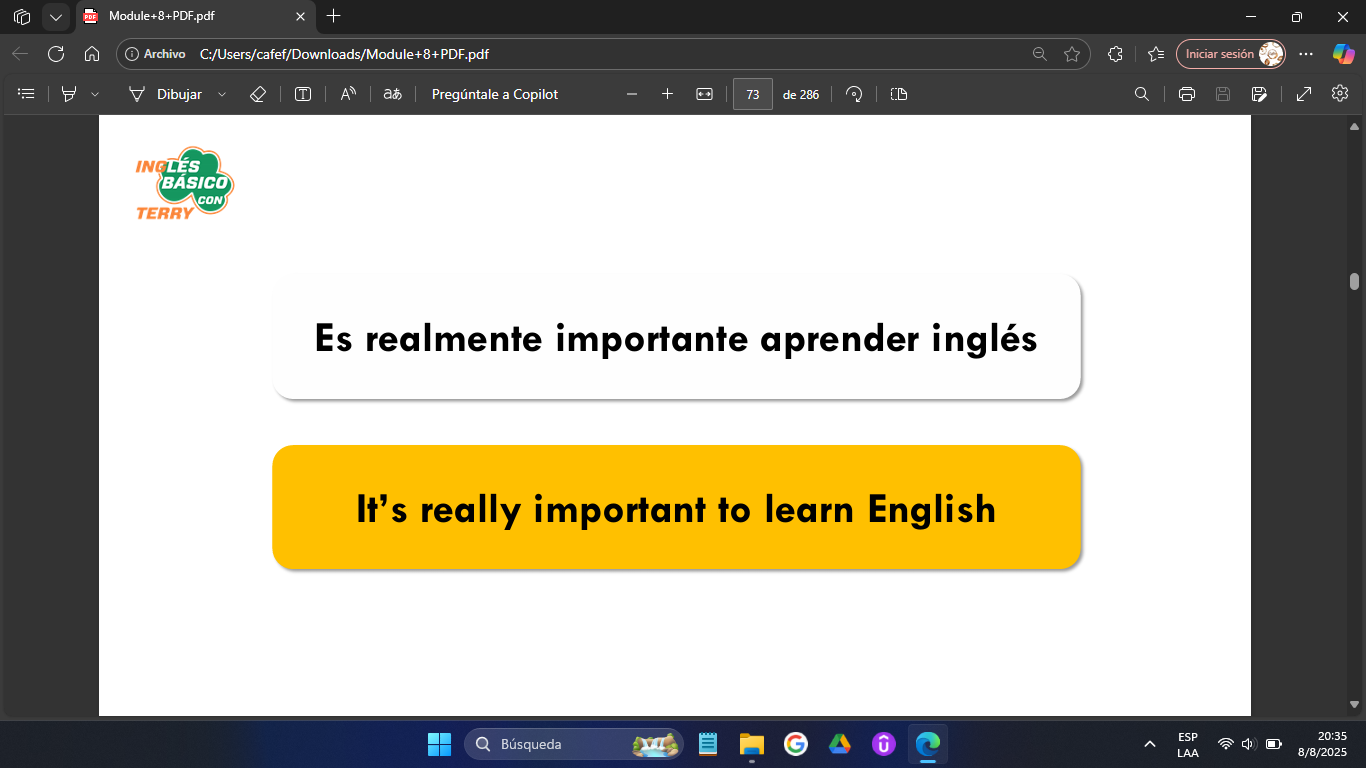 Module+8+PDF.pdf
Archivo
C:/Users/cafef/Downloads/Module+8+PDF.pdf
Iniciar sesión
Dibujar
aあ
Pregúntale a Copilot
73
de 286
INGLÉS
BÁSICO
CON
TERRY
Es realmente importante aprender inglés
It’s really important to learn English
Búsqueda
ESP
LAA
20:35
8/8/2025